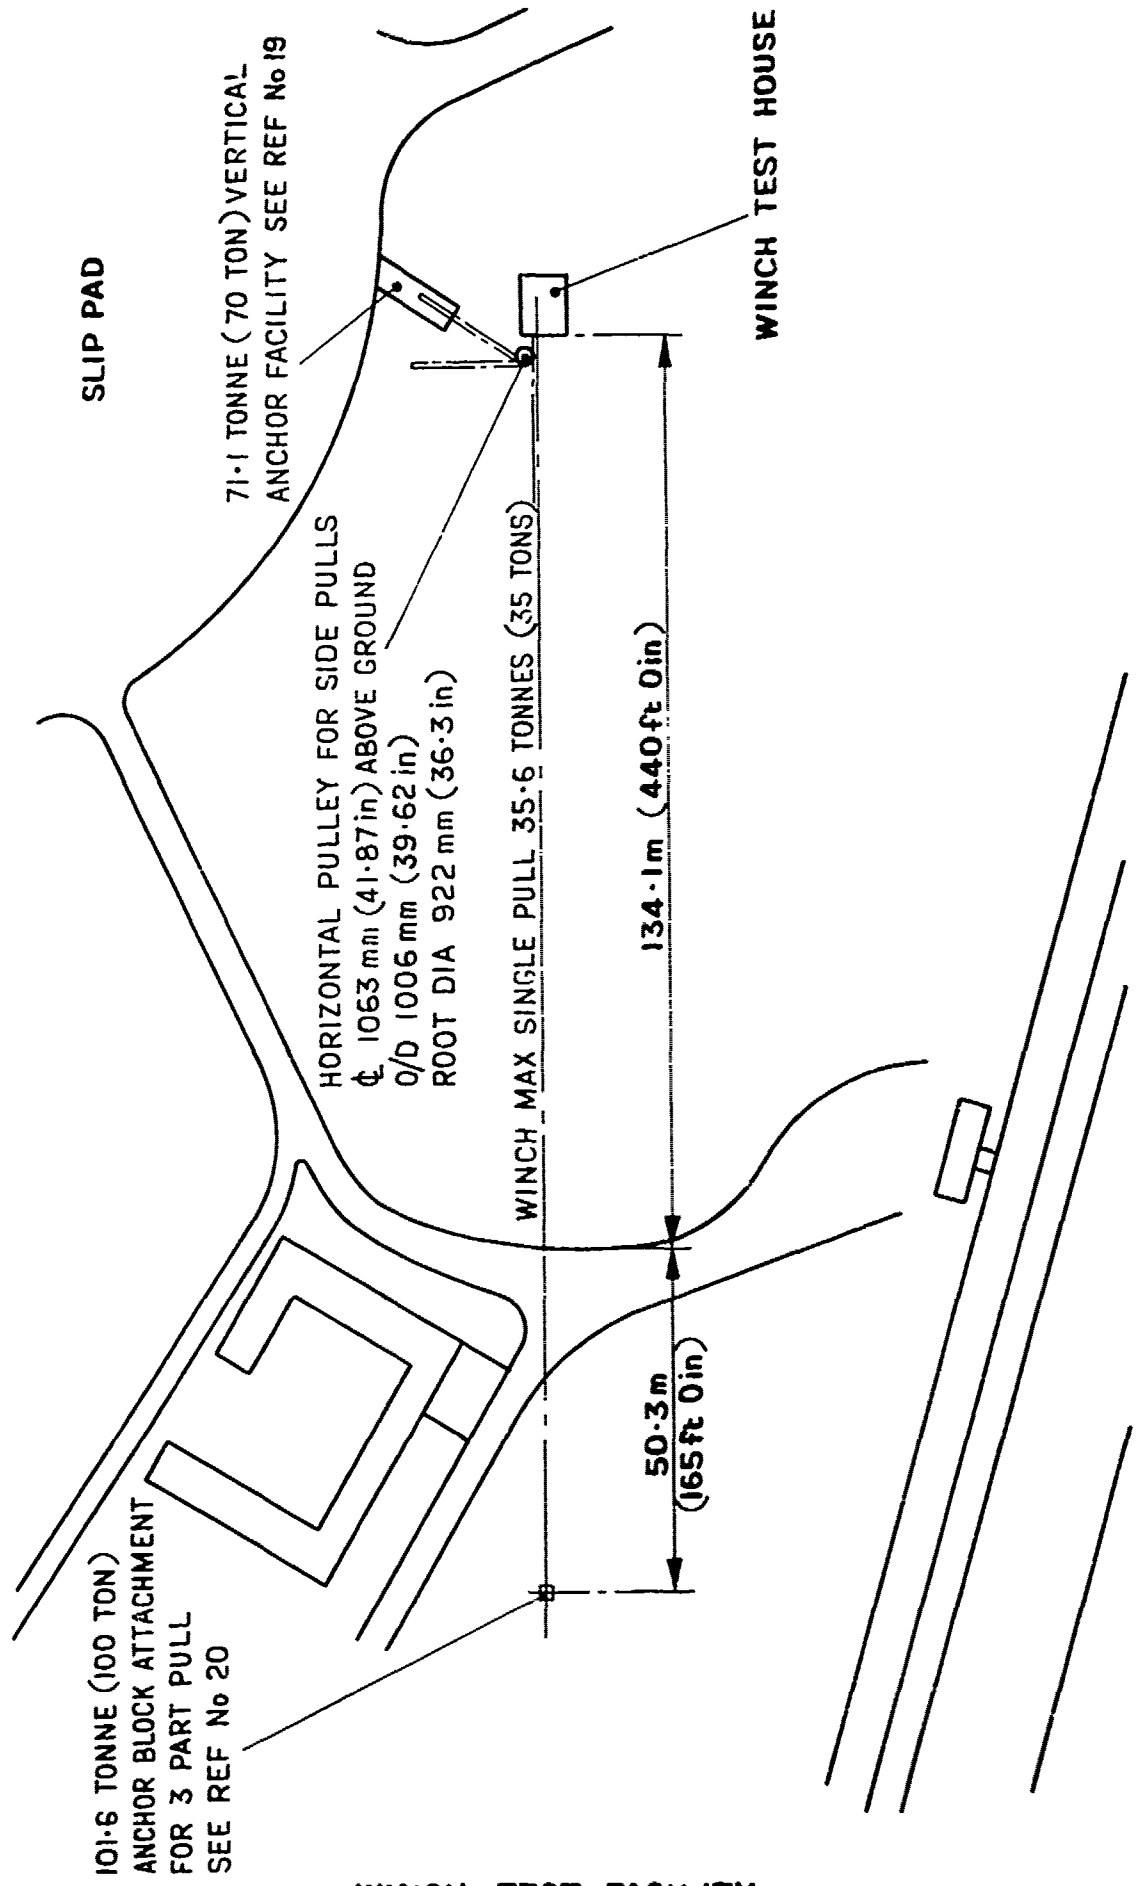 SLIP PAD
101·6 TONNE (100 TON)
ANCHOR BLOCK ATTACHMENT
FOR 3 PART PULL
SEE REF No 20
71·1 TONNE (70 TON) VERTICAL
ANCHOR FACILITY SEE REF No 19
HORIZONTAL PULLEY FOR SIDE PULLS
℄ 1063 mm (41·87in) ABOVE GROUND
O/D 1006 mm (39·62 in)
ROOT DIA 922 mm (36·3 in)
WINCH MAX SINGLE PULL 35·6 TONNES (35 TONS)
50·3m
(165ft 0in)
134·1m (440ft 0in)
WINCH TEST HOUSE